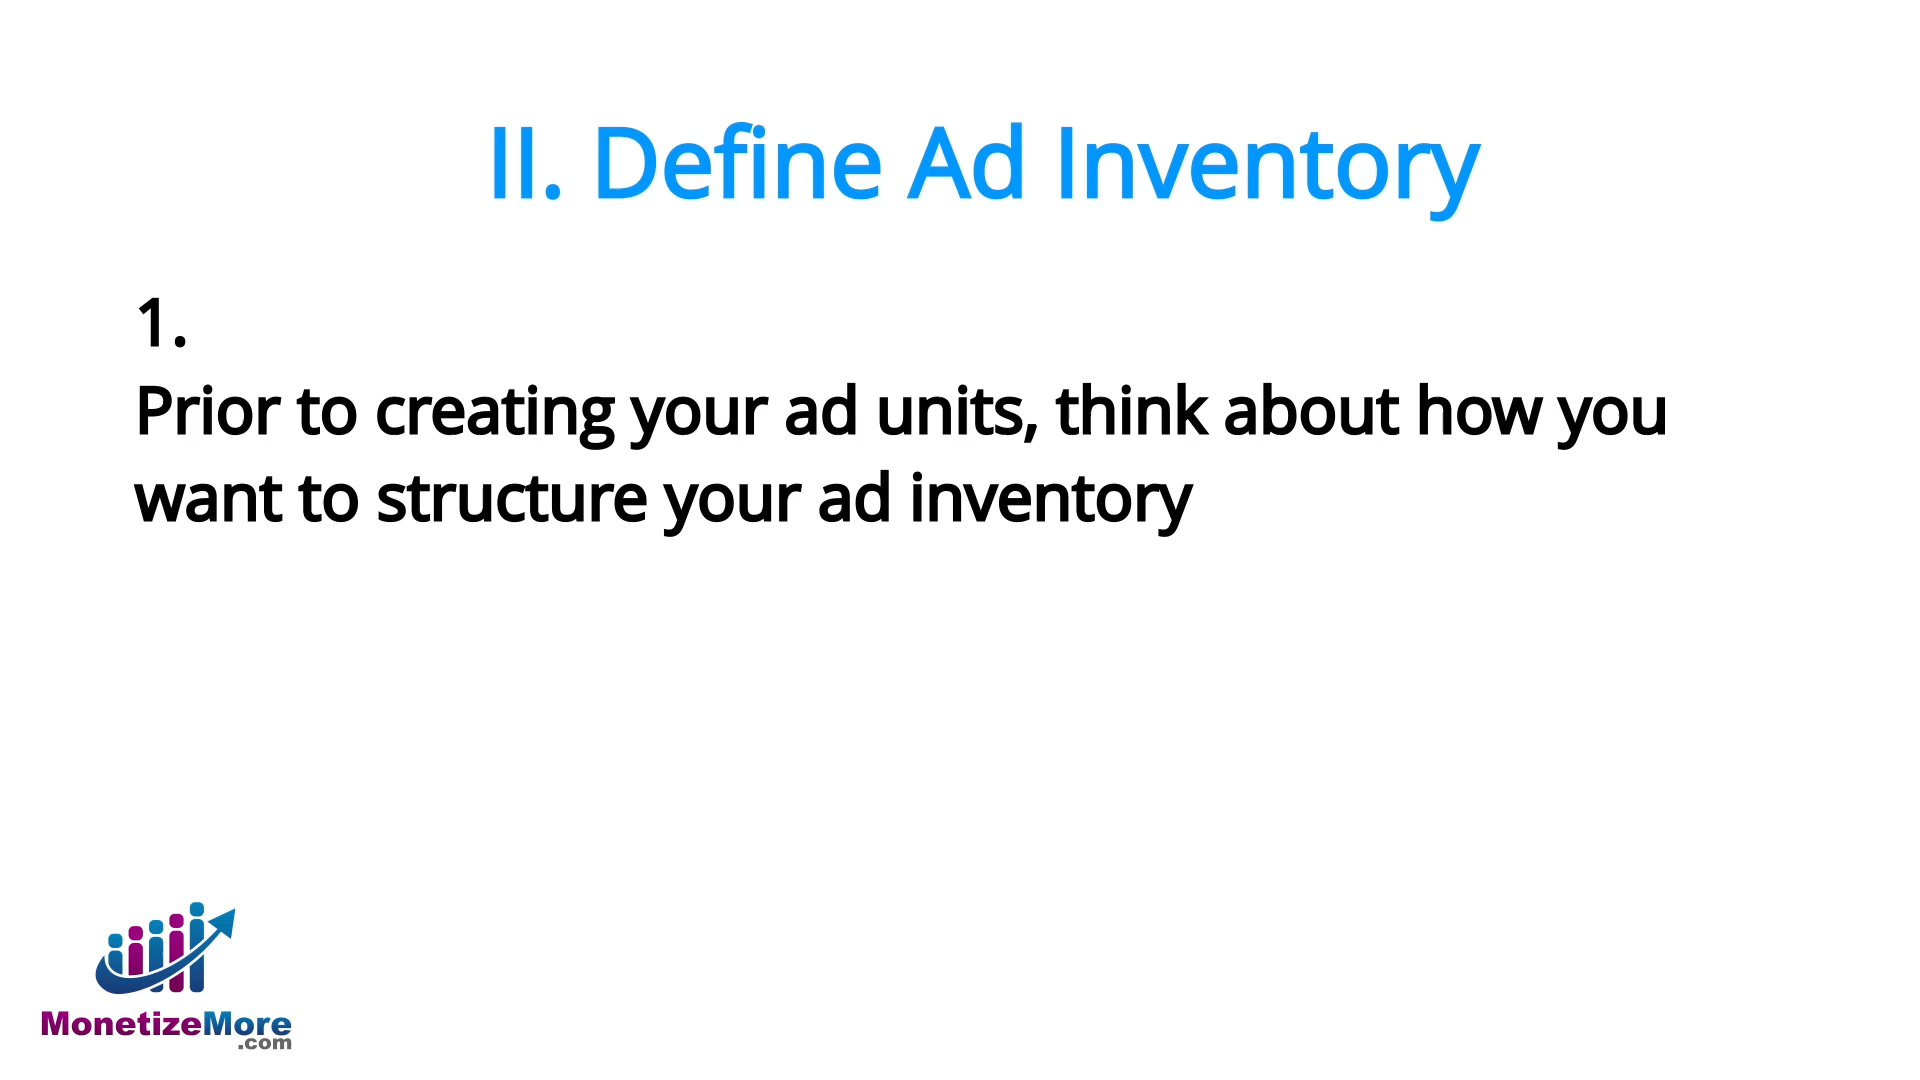 II. Define Ad Inventory
1.
Prior to creating your ad units, think about how you
want to structure your ad inventory
MonetizeMore
.com